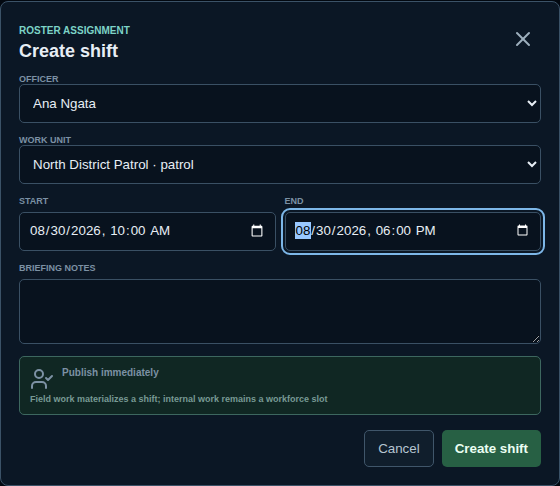 ROSTER ASSIGNMENT
Create shift
OFFICER
Ana Ngata
WORK UNIT
North District Patrol · patrol
START
08/30/2026, 10:00 AM
END
08/30/2026, 06:00 PM
BRIEFING NOTES
Publish immediately
Field work materializes a shift; internal work remains a workforce slot
Cancel
Create shift